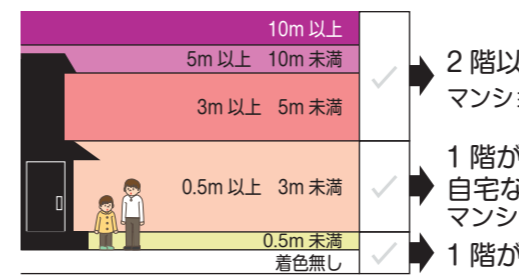 10m 以上
5m 以上 10m 未満
3m 以上 5m 未満
0.5m 以上 3m 未満
0.5m 未満
着色無し
2 階以
マンショ
1 階が
自宅な
マンシ
1 階が